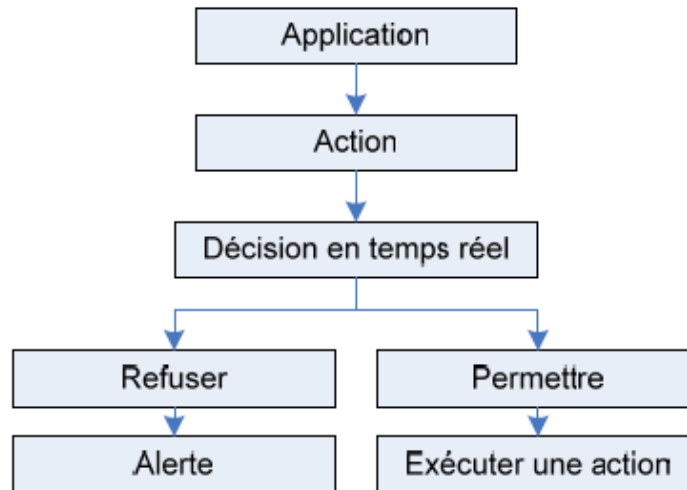 Application
Action
Décision en temps réel
Refuser
Permettre
Alerte
Exécuter une action